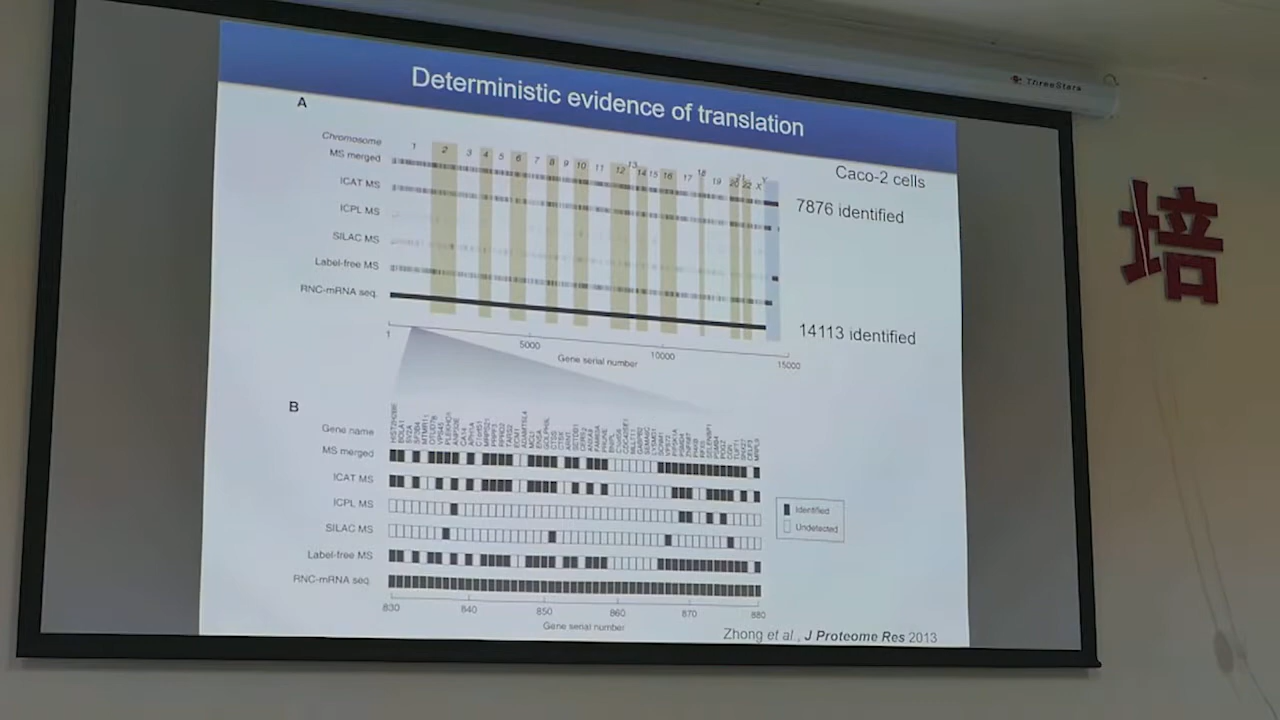 ThreeStars
培
Deterministic evidence of translation
A
Caco-2 cells
Chromosome 1 2 3 4 5 6 7 8 9 10 11 12 13 14 15 16 17 18 19 20 21 22 X Y
MS merged
7876 identified
ICAT MS
ICPL MS
SILAC MS
Label-free MS
RNC-mRNA seq.
14113 identified
1 5000 10000 15000
Gene serial number
B
Gene name
MS merged
ICAT MS
ICPL MS
Identified
SILAC MS
Undetected
Label-free MS
RNC-mRNA seq.
830 840 850 860 870 880
Gene serial number
Zhong et al., J Proteome Res 2013